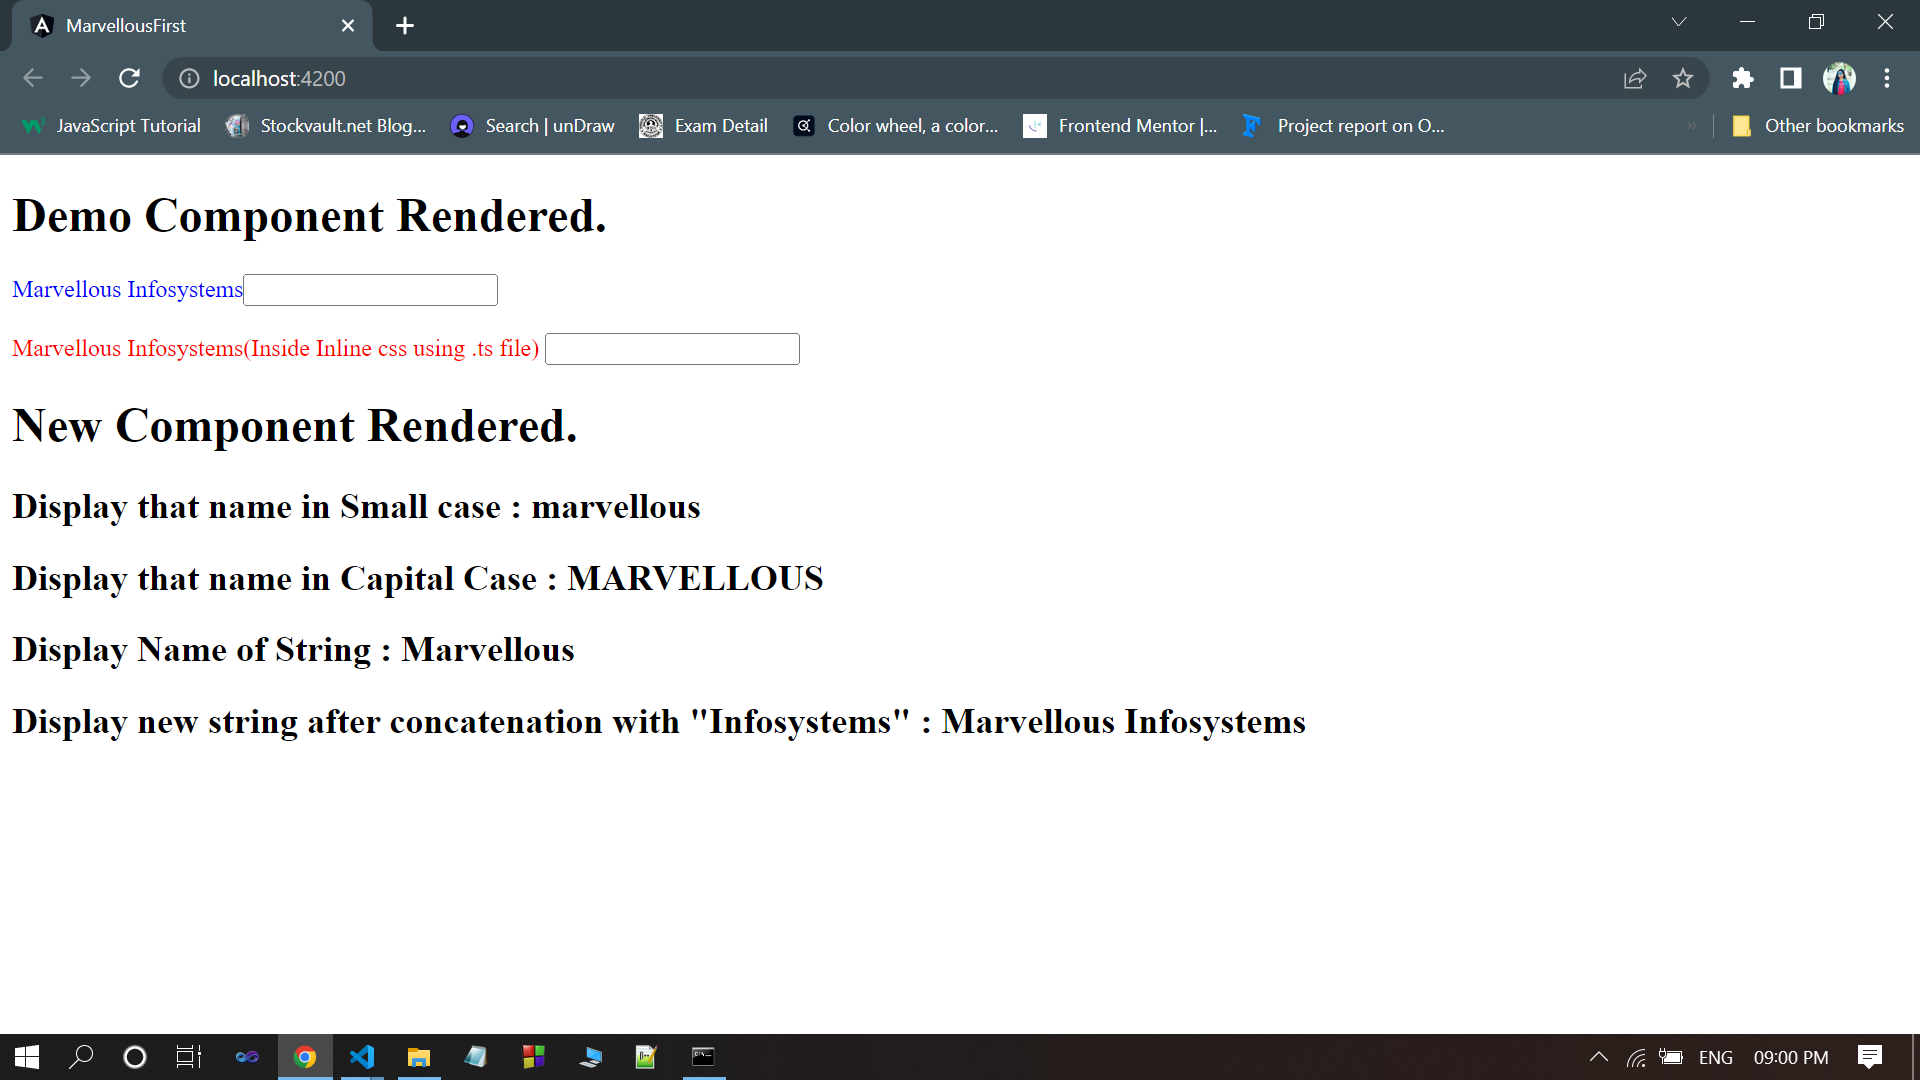 MarvellousFirst
localhost:4200
JavaScript Tutorial
Stockvault.net Blog...
Search | unDraw
Exam Detail
Color wheel, a color...
Frontend Mentor |...
Project report on O...
Other bookmarks
Demo Component Rendered.
Marvellous Infosystems
Marvellous Infosystems(Inside Inline css using .ts file)
New Component Rendered.
Display that name in Small case : marvellous
Display that name in Capital Case : MARVELLOUS
Display Name of String : Marvellous
Display new string after concatenation with "Infosystems" : Marvellous Infosystems
ENG 09:00 PM